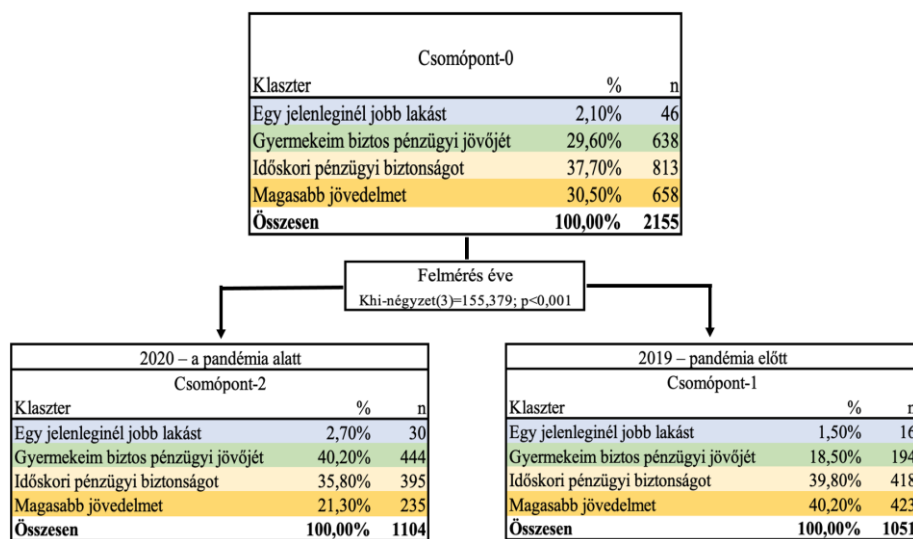 Csomópont-0
Klaszter % n
Egy jelenleginél jobb lakást 2,10% 46
Gyermekeim biztos pénzügyi jövőjét 29,60% 638
Időskori pénzügyi biztonságot 37,70% 813
Magasabb jövedelmet 30,50% 658
Összesen 100,00% 2155
Felmérés éve
Khi-négyzet(3)=155,379; p<0,001
2020 – a pandémia alatt
Csomópont-2
Klaszter % n
Egy jelenleginél jobb lakást 2,70% 30
Gyermekeim biztos pénzügyi jövőjét 40,20% 444
Időskori pénzügyi biztonságot 35,80% 395
Magasabb jövedelmet 21,30% 235
Összesen 100,00% 1104
2019 – pandémia előtt
Csomópont-1
Klaszter % n
Egy jelenleginél jobb lakást 1,50% 16
Gyermekeim biztos pénzügyi jövőjét 18,50% 194
Időskori pénzügyi biztonságot 39,80% 418
Magasabb jövedelmet 40,20% 423
Összesen 100,00% 1051